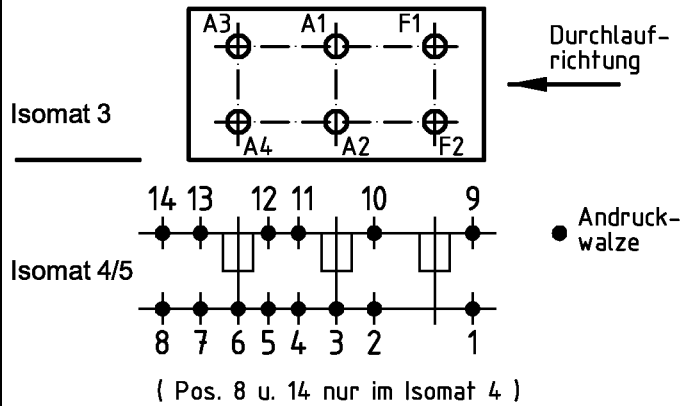 A3 A1 F1
Durchlauf-
richtung
Isomat 3
A4 A2 F2
14 13 12 11 10 9
Andruck-
walze
Isomat 4/5
8 7 6 5 4 3 2 1
( Pos. 8 u. 14 nur im Isomat 4 )